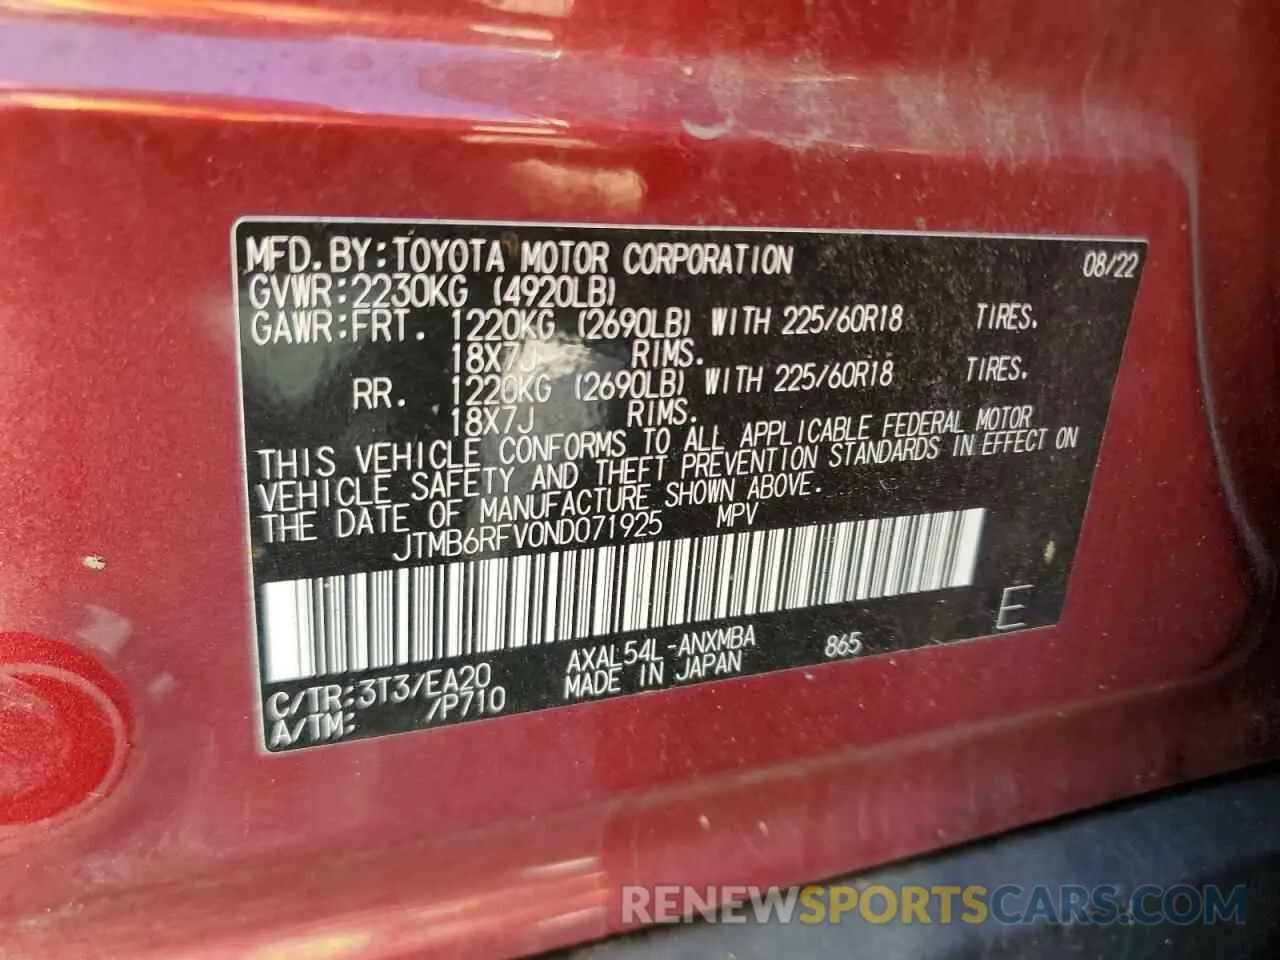 MFD.BY:TOYOTA MOTOR CORPORATION 08/22
GVWR:2230KG (4920LB)
GAWR:FRT. 1220KG (2690LB) WITH 225/60R18 TIRES.
18X7J RIMS.
RR. 1220KG (2690LB) WITH 225/60R18 TIRES.
18X7J RIMS.
THIS VEHICLE CONFORMS TO ALL APPLICABLE FEDERAL MOTOR
VEHICLE SAFETY AND THEFT PREVENTION STANDARDS IN EFFECT ON
THE DATE OF MANUFACTURE SHOWN ABOVE.
JTMB6RFV0ND071925 MPV
E
C/TR:3T3/EA20 AXAL54L-ANXMBA 865
A/TM: /P710 MADE IN JAPAN
RENEWSPORTSCARS.COM